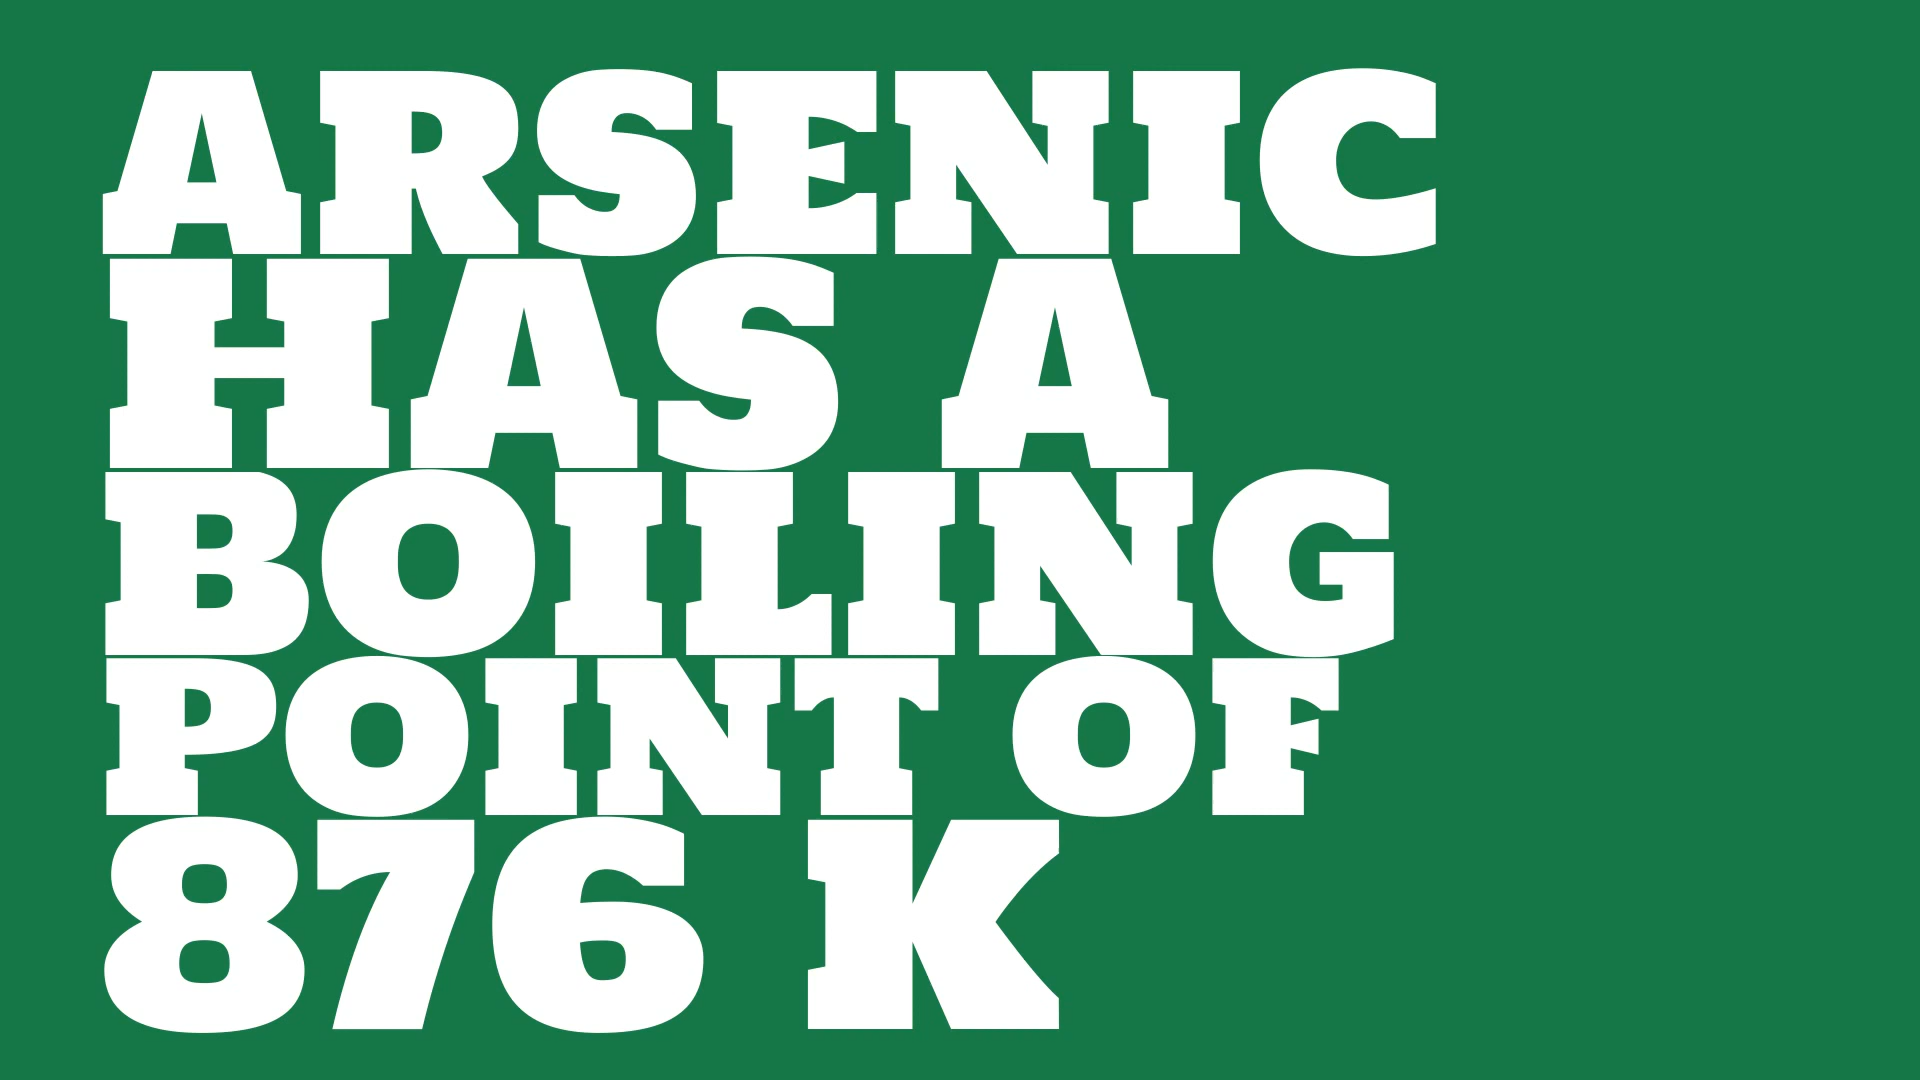 ARSENIC
HAS A
BOILING
POINT OF
876 K